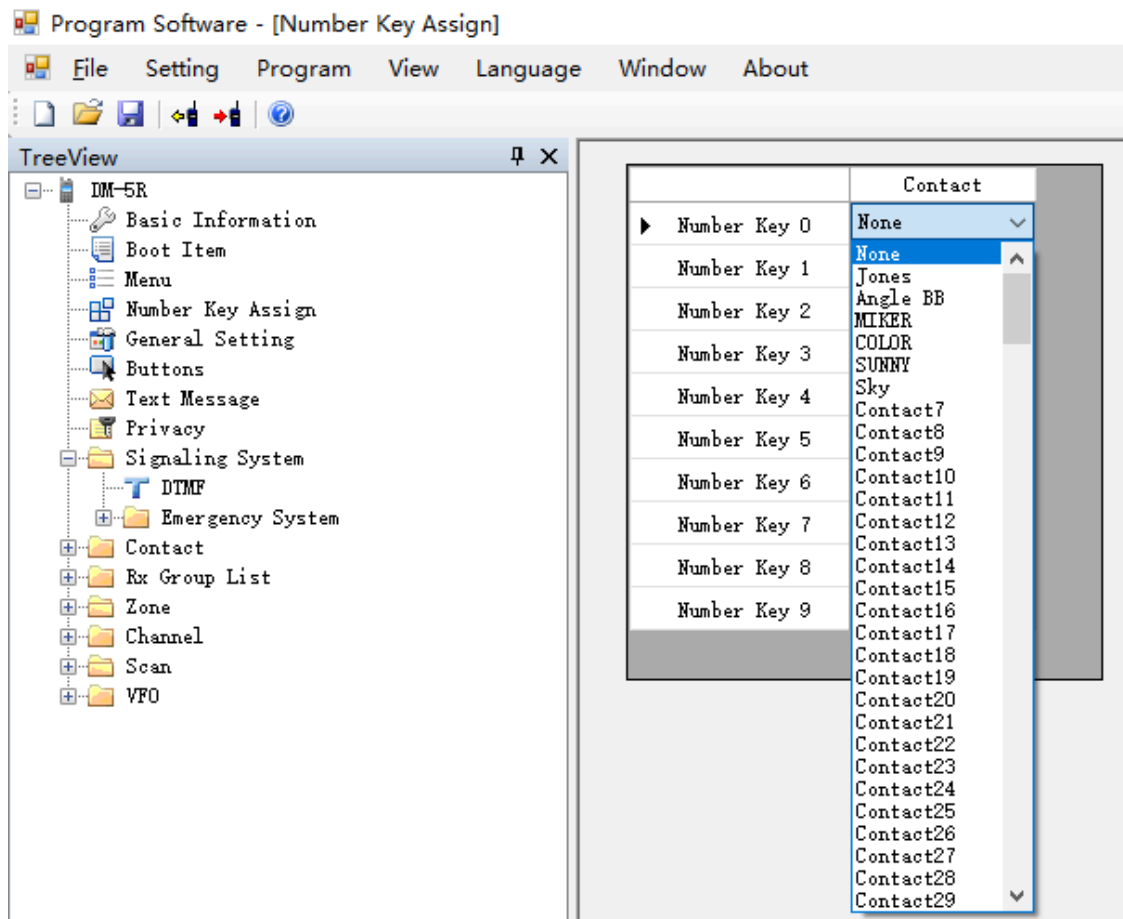 Program Software - [Number Key Assign]
File Setting Program View Language Window About
TreeView
DM-5R
Basic Information
Boot Item
Menu
Number Key Assign
General Setting
Buttons
Text Message
Privacy
Signaling System
DTMF
Emergency System
Contact
Rx Group List
Zone
Channel
Scan
VFO
Contact
Number Key 0
Number Key 1
Number Key 2
Number Key 3
Number Key 4
Number Key 5
Number Key 6
Number Key 7
Number Key 8
Number Key 9
None
None
Jones
Angle BB
MIKER
COLOR
SUNNY
Sky
Contact7
Contact8
Contact9
Contact10
Contact11
Contact12
Contact13
Contact14
Contact15
Contact16
Contact17
Contact18
Contact19
Contact20
Contact21
Contact22
Contact23
Contact24
Contact25
Contact26
Contact27
Contact28
Contact29